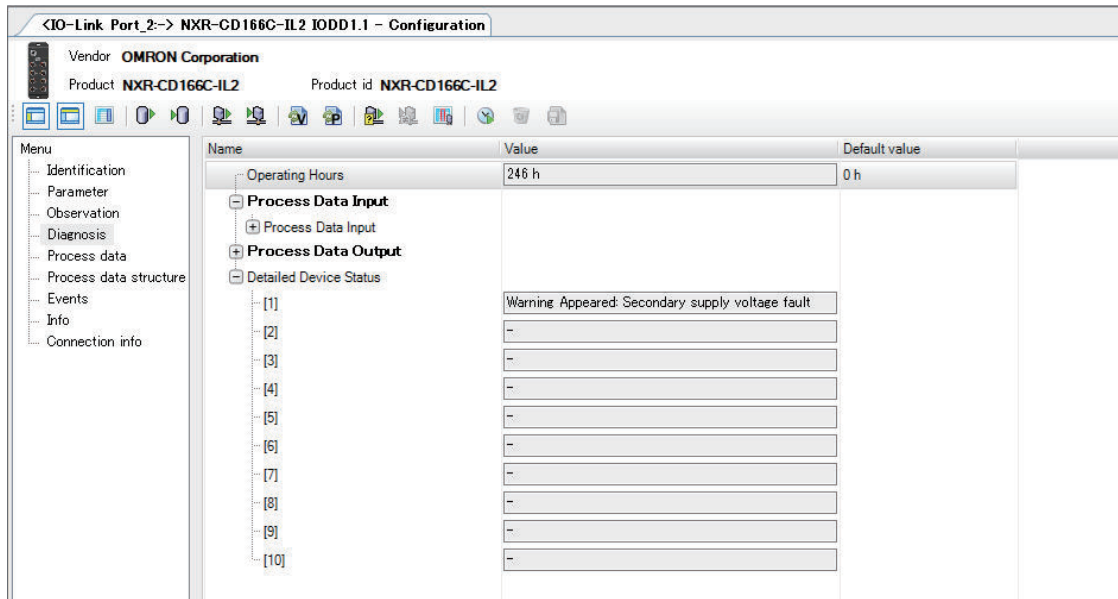 <IO-Link Port_2:-> NXR-CD166C-IL2 IODD1.1 - Configuration
Vendor OMRON Corporation
Product NXR-CD166C-IL2 Product id NXR-CD166C-IL2
Menu
Identification
Parameter
Observation
Diagnosis
Process data
Process data structure
Events
Info
Connection info
Name Value Default value
Operating Hours 246 h 0 h
Process Data Input
Process Data Input
Process Data Output
Detailed Device Status
[1] Warning Appeared: Secondary supply voltage fault
[2] -
[3] -
[4] -
[5] -
[6] -
[7] -
[8] -
[9] -
[10] -